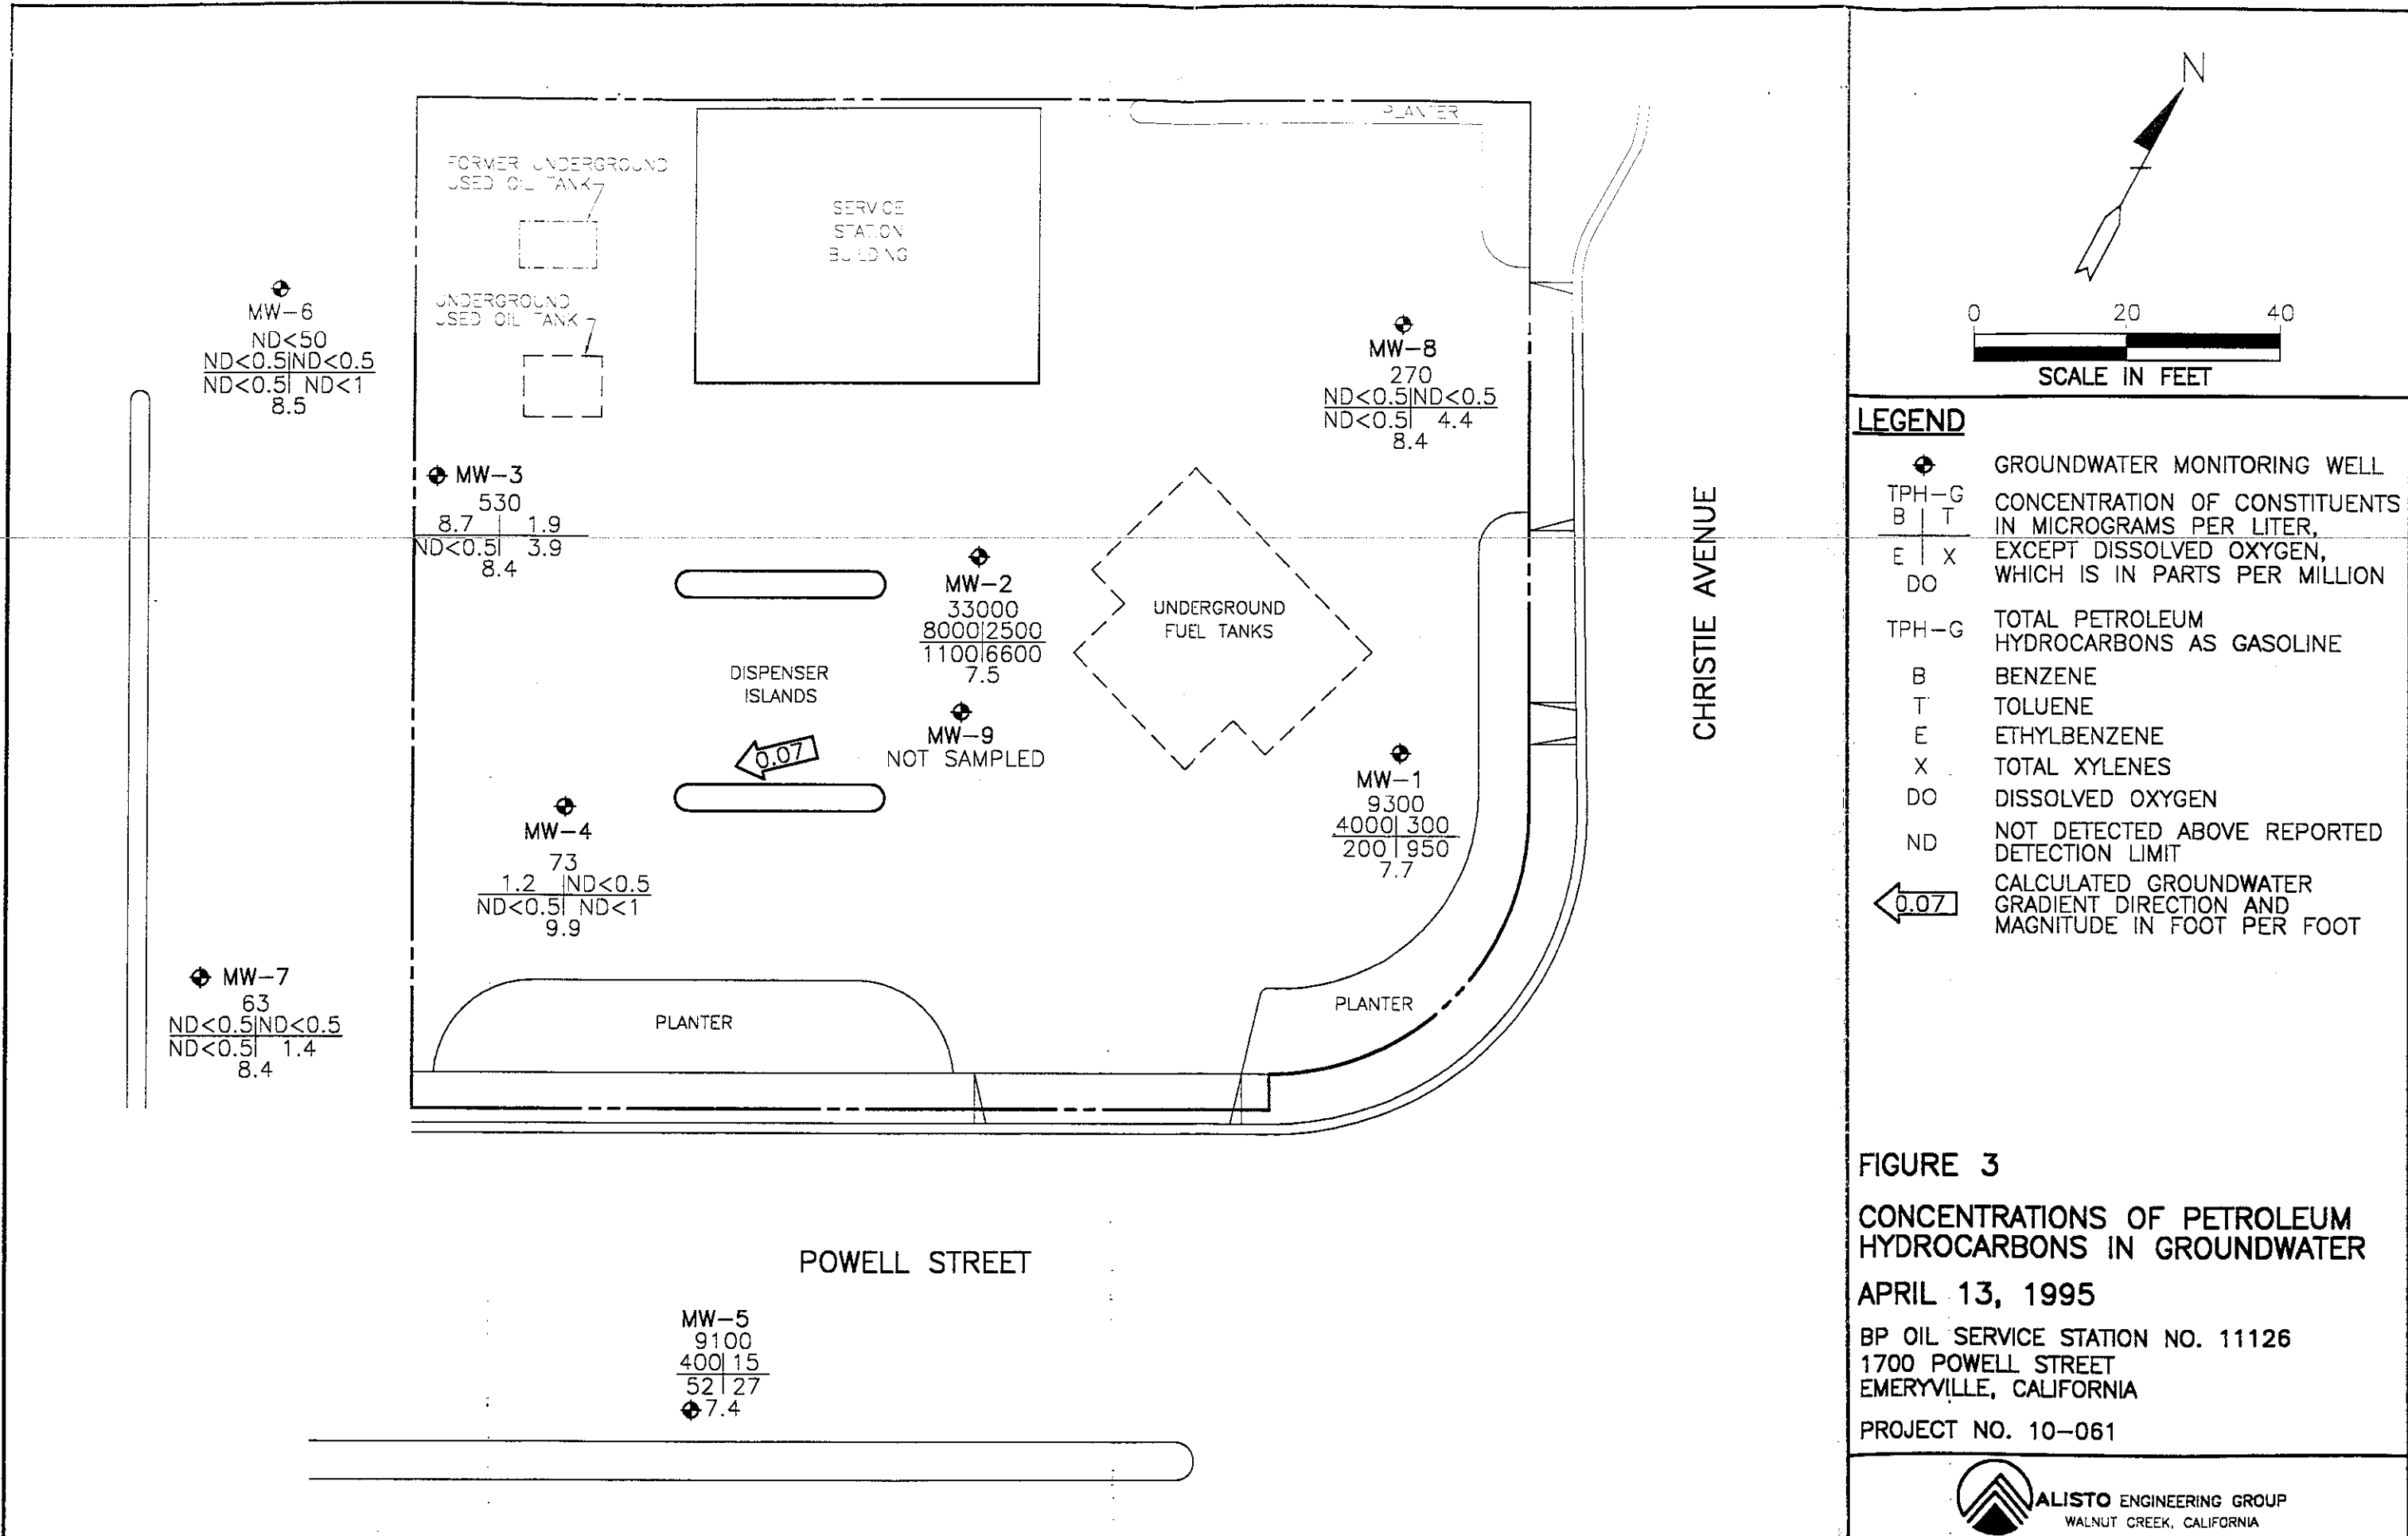 PLANTER
FORMER UNDERGROUND
USED OIL TANK
SERVICE
STATION
BUILDING
UNDERGROUND
USED OIL TANK
MW-6
ND<50
ND<0.5|ND<0.5
ND<0.5| ND<1
8.5
MW-8
270
ND<0.5|ND<0.5
ND<0.5| 4.4
8.4
MW-3
530
8.7 | 1.9
ND<0.5| 3.9
8.4
MW-2
33000
8000|2500
1100|6600
7.5
UNDERGROUND
FUEL TANKS
DISPENSER
ISLANDS
MW-9
NOT SAMPLED
0.07
MW-1
9300
4000| 300
200 | 950
7.7
MW-4
73
1.2 |ND<0.5
ND<0.5| ND<1
9.9
MW-7
63
ND<0.5|ND<0.5
ND<0.5| 1.4
8.4
PLANTER
PLANTER
CHRISTIE AVENUE
POWELL STREET
MW-5
9100
400| 15
52 | 27
7.4
N
0 20 40
SCALE IN FEET
LEGEND
GROUNDWATER MONITORING WELL
TPH-G
B | T
E | X
DO
CONCENTRATION OF CONSTITUENTS
IN MICROGRAMS PER LITER,
EXCEPT DISSOLVED OXYGEN,
WHICH IS IN PARTS PER MILLION
TPH-G TOTAL PETROLEUM
HYDROCARBONS AS GASOLINE
B BENZENE
T TOLUENE
E ETHYLBENZENE
X TOTAL XYLENES
DO DISSOLVED OXYGEN
ND NOT DETECTED ABOVE REPORTED
DETECTION LIMIT
0.07 CALCULATED GROUNDWATER
GRADIENT DIRECTION AND
MAGNITUDE IN FOOT PER FOOT
FIGURE 3
CONCENTRATIONS OF PETROLEUM
HYDROCARBONS IN GROUNDWATER
APRIL 13, 1995
BP OIL SERVICE STATION NO. 11126
1700 POWELL STREET
EMERYVILLE, CALIFORNIA
PROJECT NO. 10-061
ALISTO ENGINEERING GROUP
WALNUT CREEK, CALIFORNIA